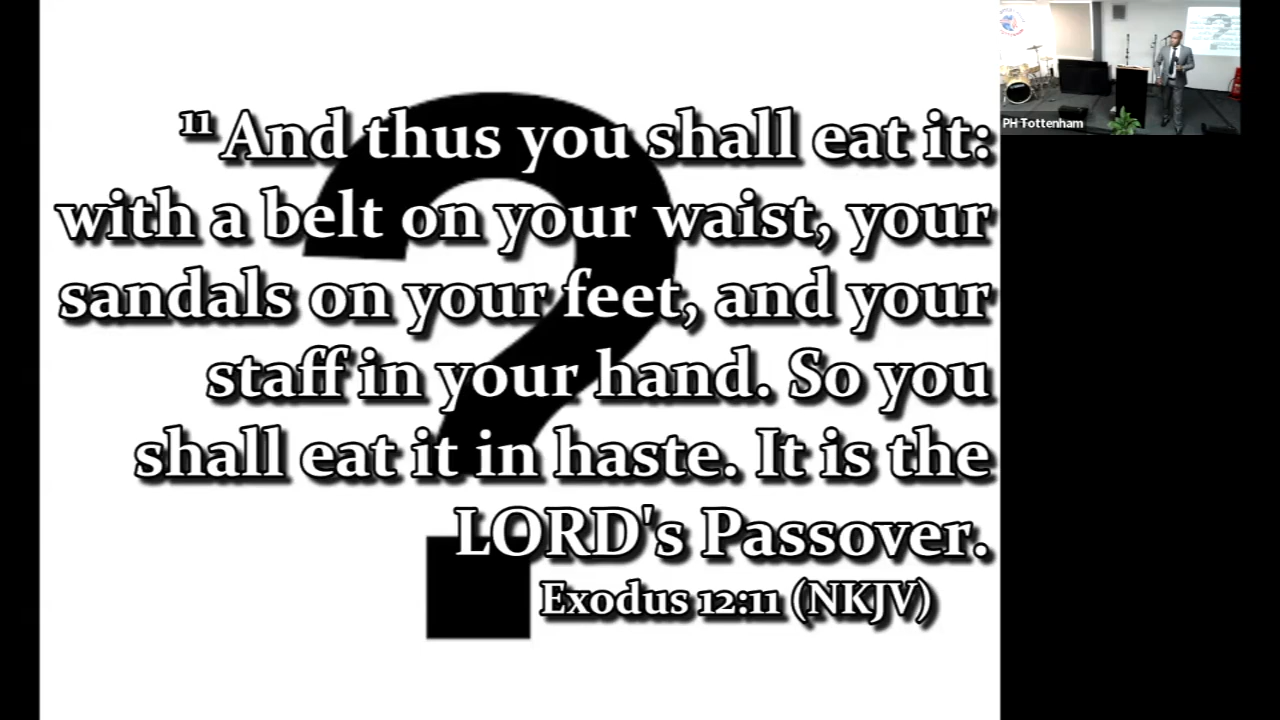 11 And thus you shall eat it:
with a belt on your waist, your
sandals on your feet, and your
staff in your hand. So you
shall eat it in haste. It is the
LORD's Passover.
Exodus 12:11 (NKJV)
PH Tottenham